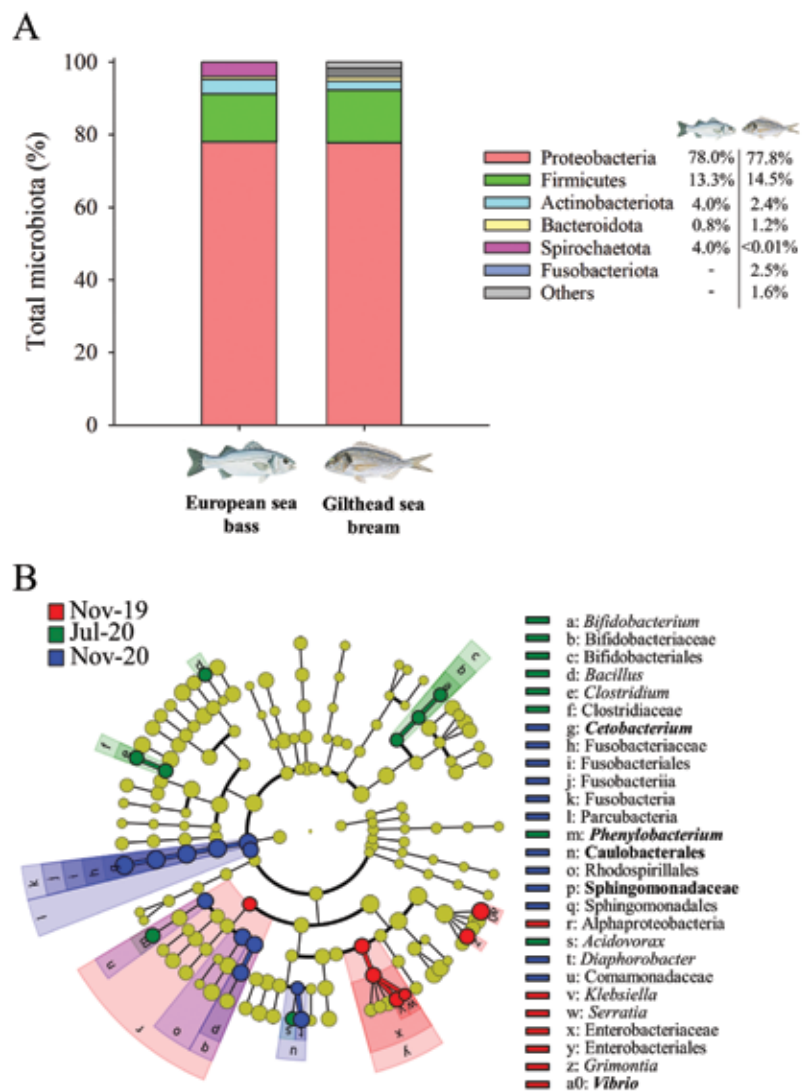 A
100
80
60
40
20
0
Total microbiota (%)
European sea
bass
Gilthead sea
bream
Proteobacteria 78.0% 77.8%
Firmicutes 13.3% 14.5%
Actinobacteriota 4.0% 2.4%
Bacteroidota 0.8% 1.2%
Spirochaetota 4.0% <0.01%
Fusobacteriota - 2.5%
Others - 1.6%
B
Nov-19
Jul-20
Nov-20
a: Bifidobacterium
b: Bifidobacteriaceae
c: Bifidobacteriales
d: Bacillus
e: Clostridium
f: Clostridiaceae
g: Cetobacterium
h: Fusobacteriaceae
i: Fusobacteriales
j: Fusobacteriia
k: Fusobacteria
l: Parcubacteria
m: Phenylobacterium
n: Caulobacterales
o: Rhodospirillales
p: Sphingomonadaceae
q: Sphingomonadales
r: Alphaproteobacteria
s: Acidovorax
t: Diaphorobacter
u: Comamonadaceae
v: Klebsiella
w: Serratia
x: Enterobacteriaceae
y: Enterobacteriales
z: Grimontia
a0: Vibrio
d
c
b
f
e
k
j
i
h
g
l
n
r
o
p
q
s
t
u
w
v
x
y